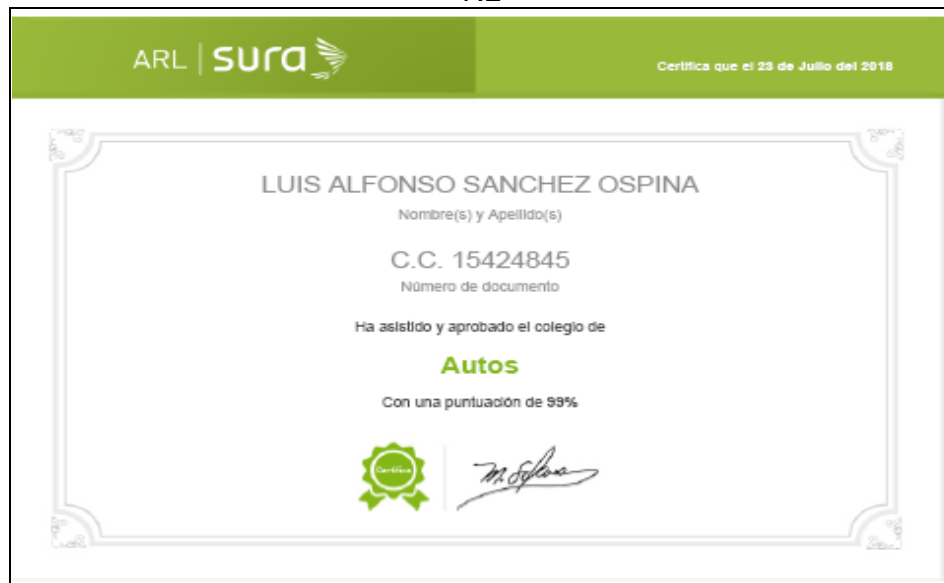 ARL | sura
Certifica que el 23 de Julio del 2018
LUIS ALFONSO SANCHEZ OSPINA
Nombre(s) y Apellido(s)
C.C. 15424845
Número de documento
Ha asistido y aprobado el colegio de
Autos
Con una puntuación de 99%
Certifica